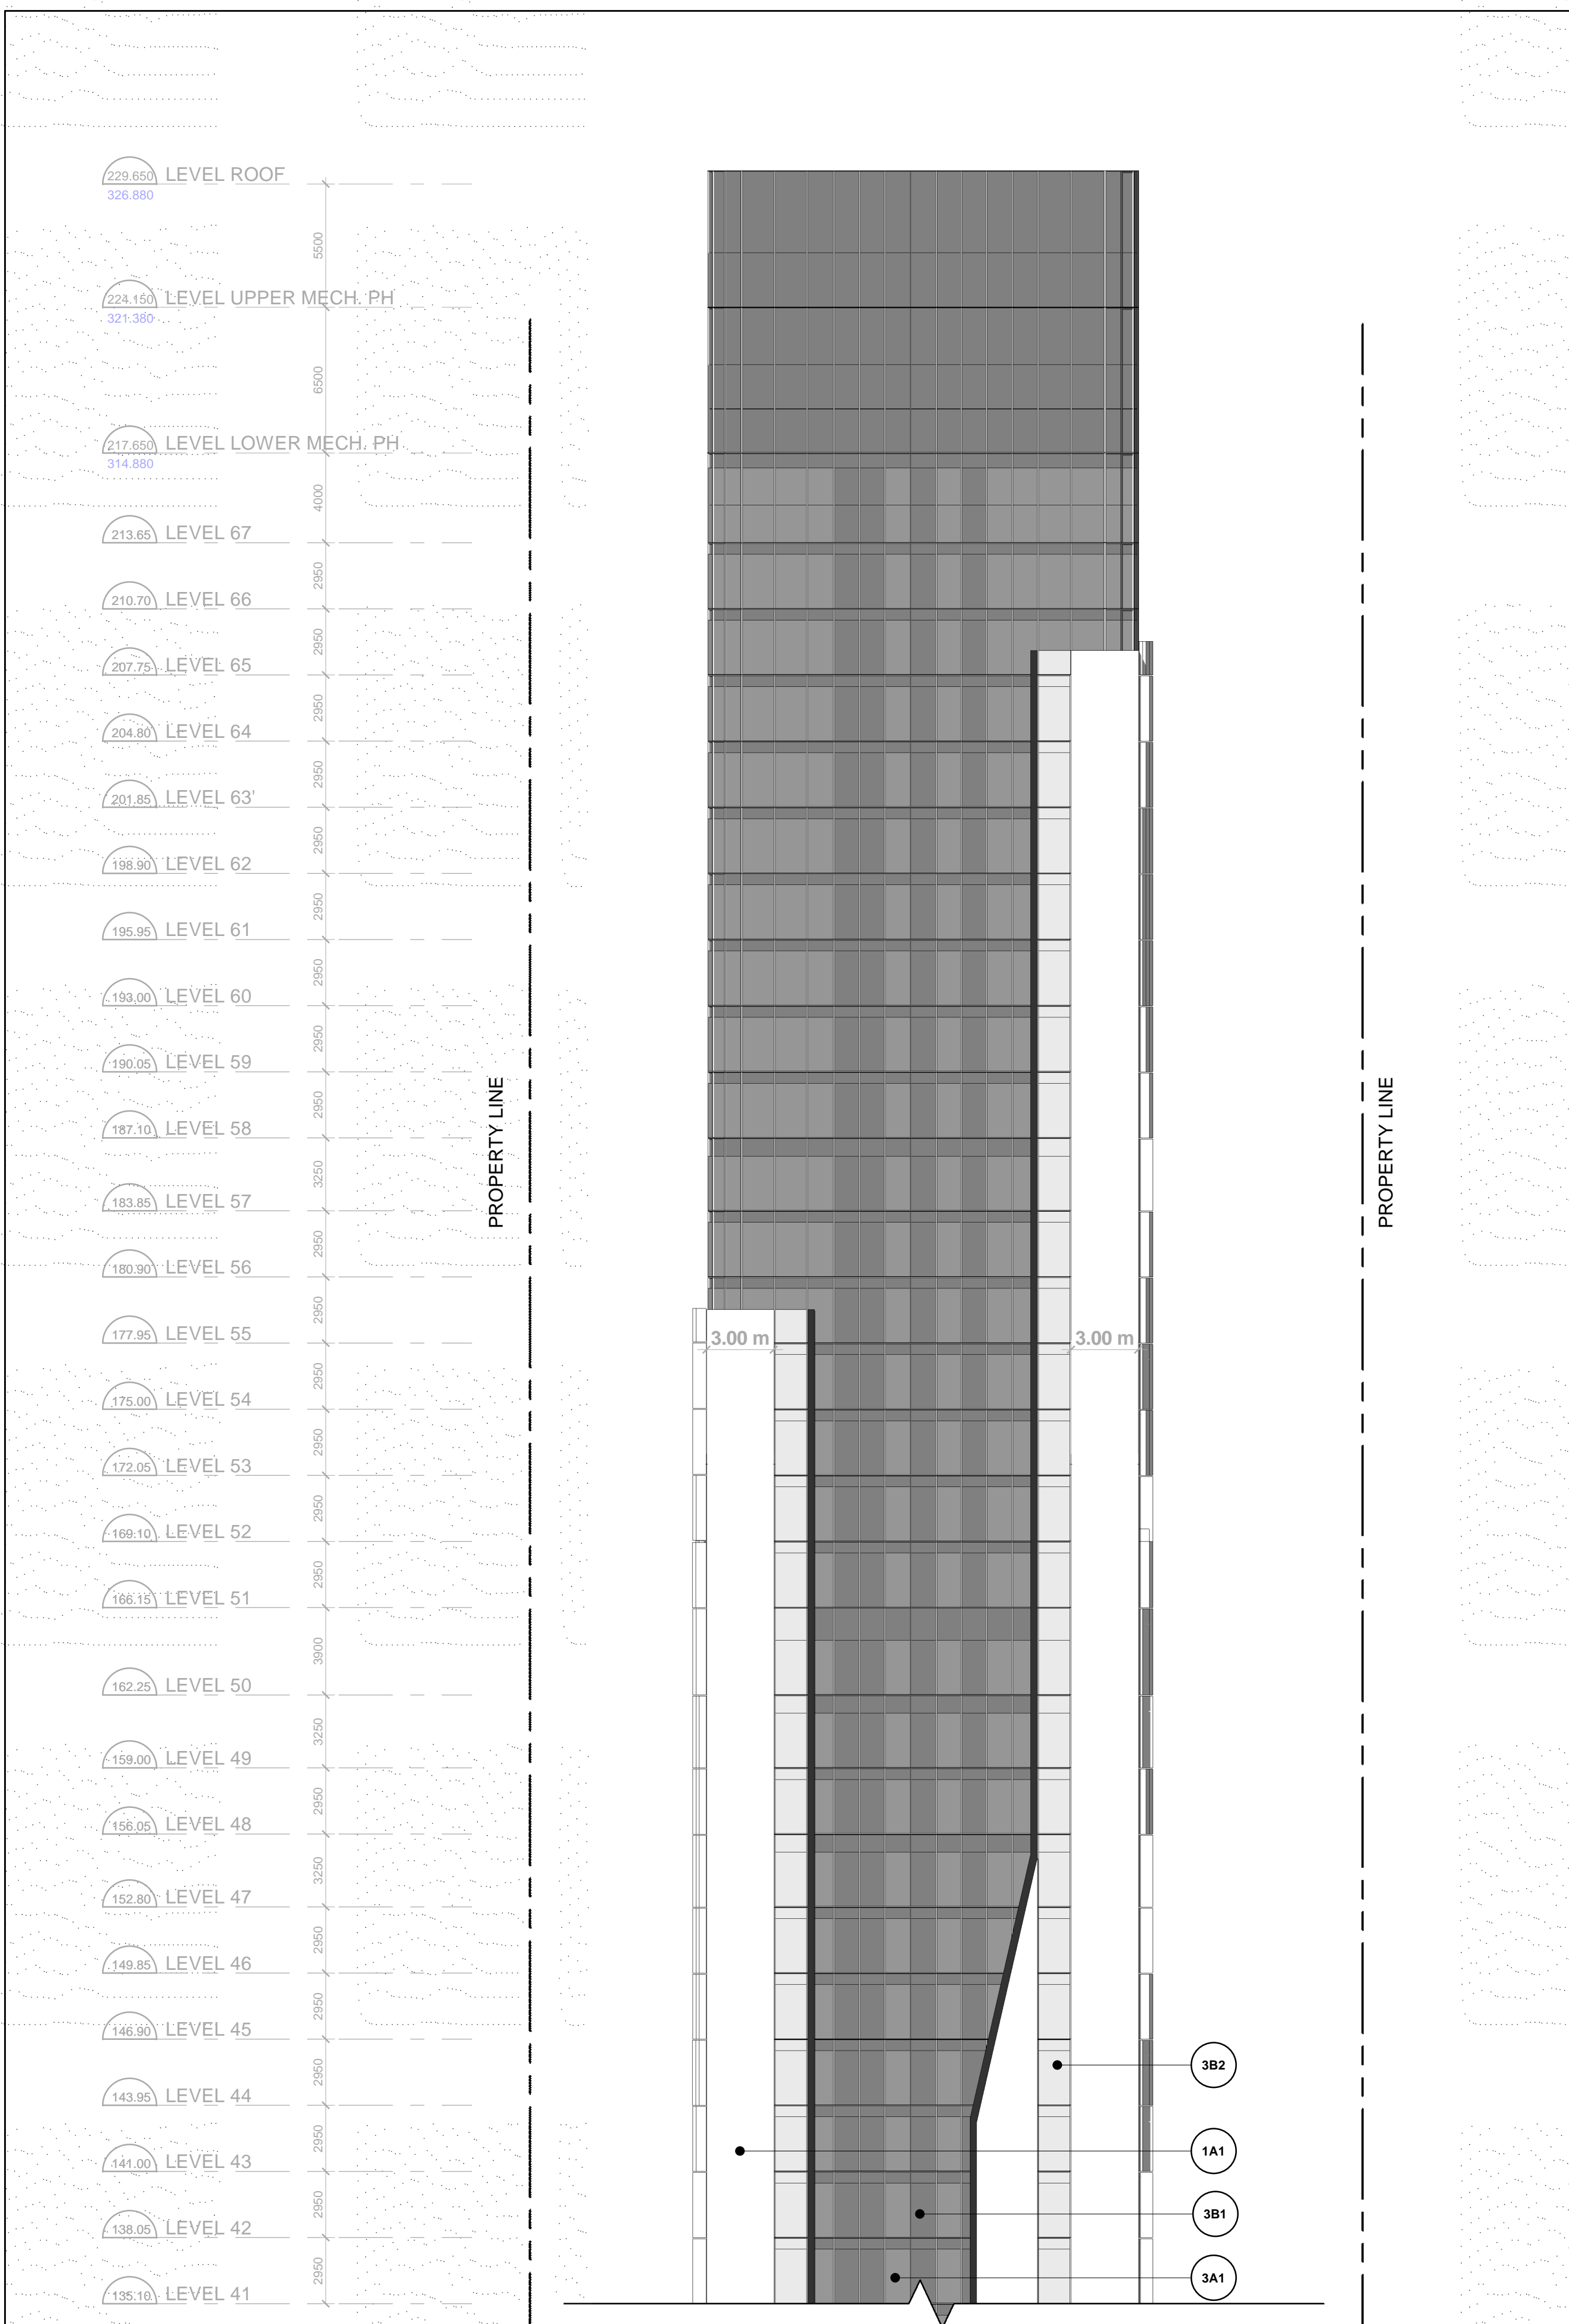 229.650 LEVEL ROOF
326.880
5500
224.150 LEVEL UPPER MECH. PH
321.380
6500
217.650 LEVEL LOWER MECH. PH
314.880
4000
213.65 LEVEL 67
2950
210.70 LEVEL 66
2950
207.75 LEVEL 65
2950
204.80 LEVEL 64
2950
201.85 LEVEL 63'
2950
198.90 LEVEL 62
2950
195.95 LEVEL 61
2950
193.00 LEVEL 60
2950
190.05 LEVEL 59
2950
187.10 LEVEL 58
3250
183.85 LEVEL 57
2950
180.90 LEVEL 56
2950
177.95 LEVEL 55
2950
175.00 LEVEL 54
2950
172.05 LEVEL 53
2950
169.10 LEVEL 52
2950
166.15 LEVEL 51
3900
162.25 LEVEL 50
3250
159.00 LEVEL 49
2950
156.05 LEVEL 48
3250
152.80 LEVEL 47
2950
149.85 LEVEL 46
2950
146.90 LEVEL 45
2950
143.95 LEVEL 44
2950
141.00 LEVEL 43
2950
138.05 LEVEL 42
2950
135.10 LEVEL 41
PROPERTY LINE
PROPERTY LINE
3.00 m
3.00 m
3B2
1A1
3B1
3A1